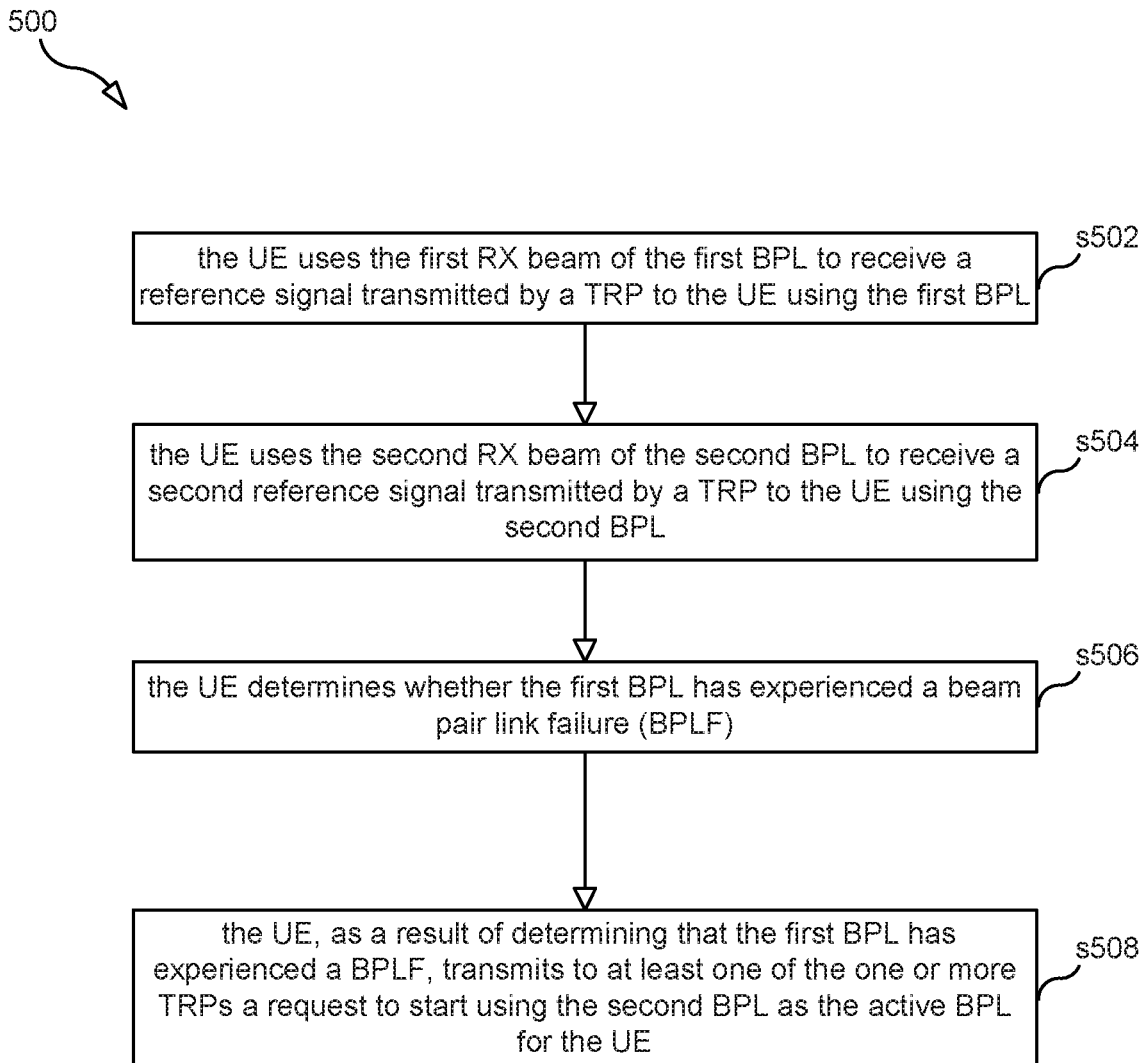 500
the UE uses the first RX beam of the first BPL to receive a
reference signal transmitted by a TRP to the UE using the first BPL
s502
the UE uses the second RX beam of the second BPL to receive a
second reference signal transmitted by a TRP to the UE using the
second BPL
s504
the UE determines whether the first BPL has experienced a beam
pair link failure (BPLF)
s506
the UE, as a result of determining that the first BPL has
experienced a BPLF, transmits to at least one of the one or more
TRPs a request to start using the second BPL as the active BPL
for the UE
s508